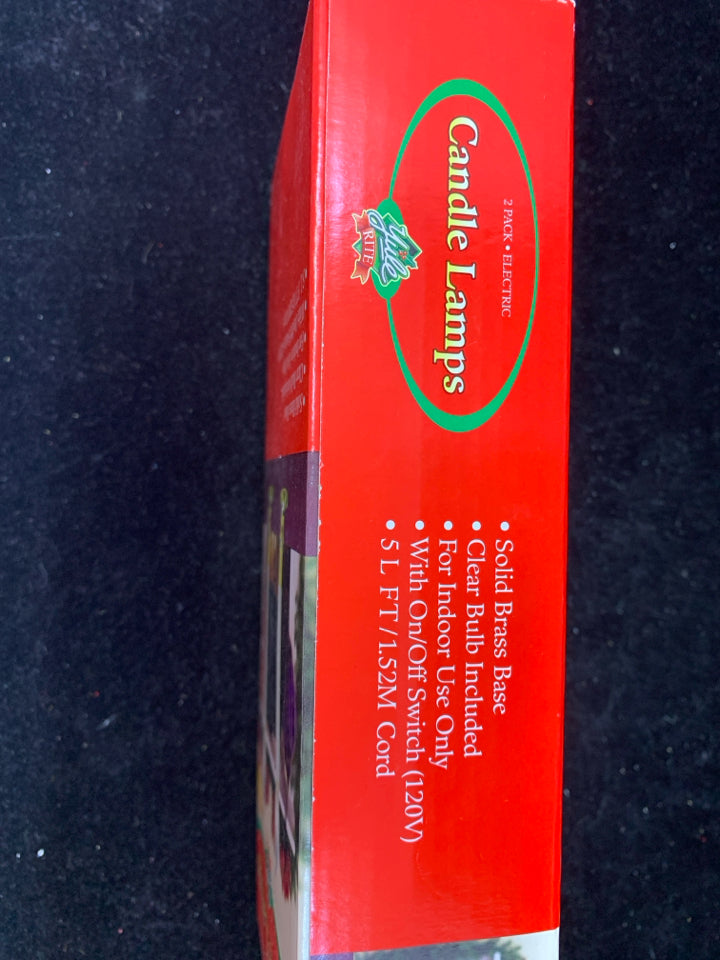 2 PACK • ELECTRIC
Candle Lamps
Yule
RITE
• Solid Brass Base
• Clear Bulb Included
• For Indoor Use Only
• With On/Off Switch (120V)
• 5 L FT/1.52M Cord